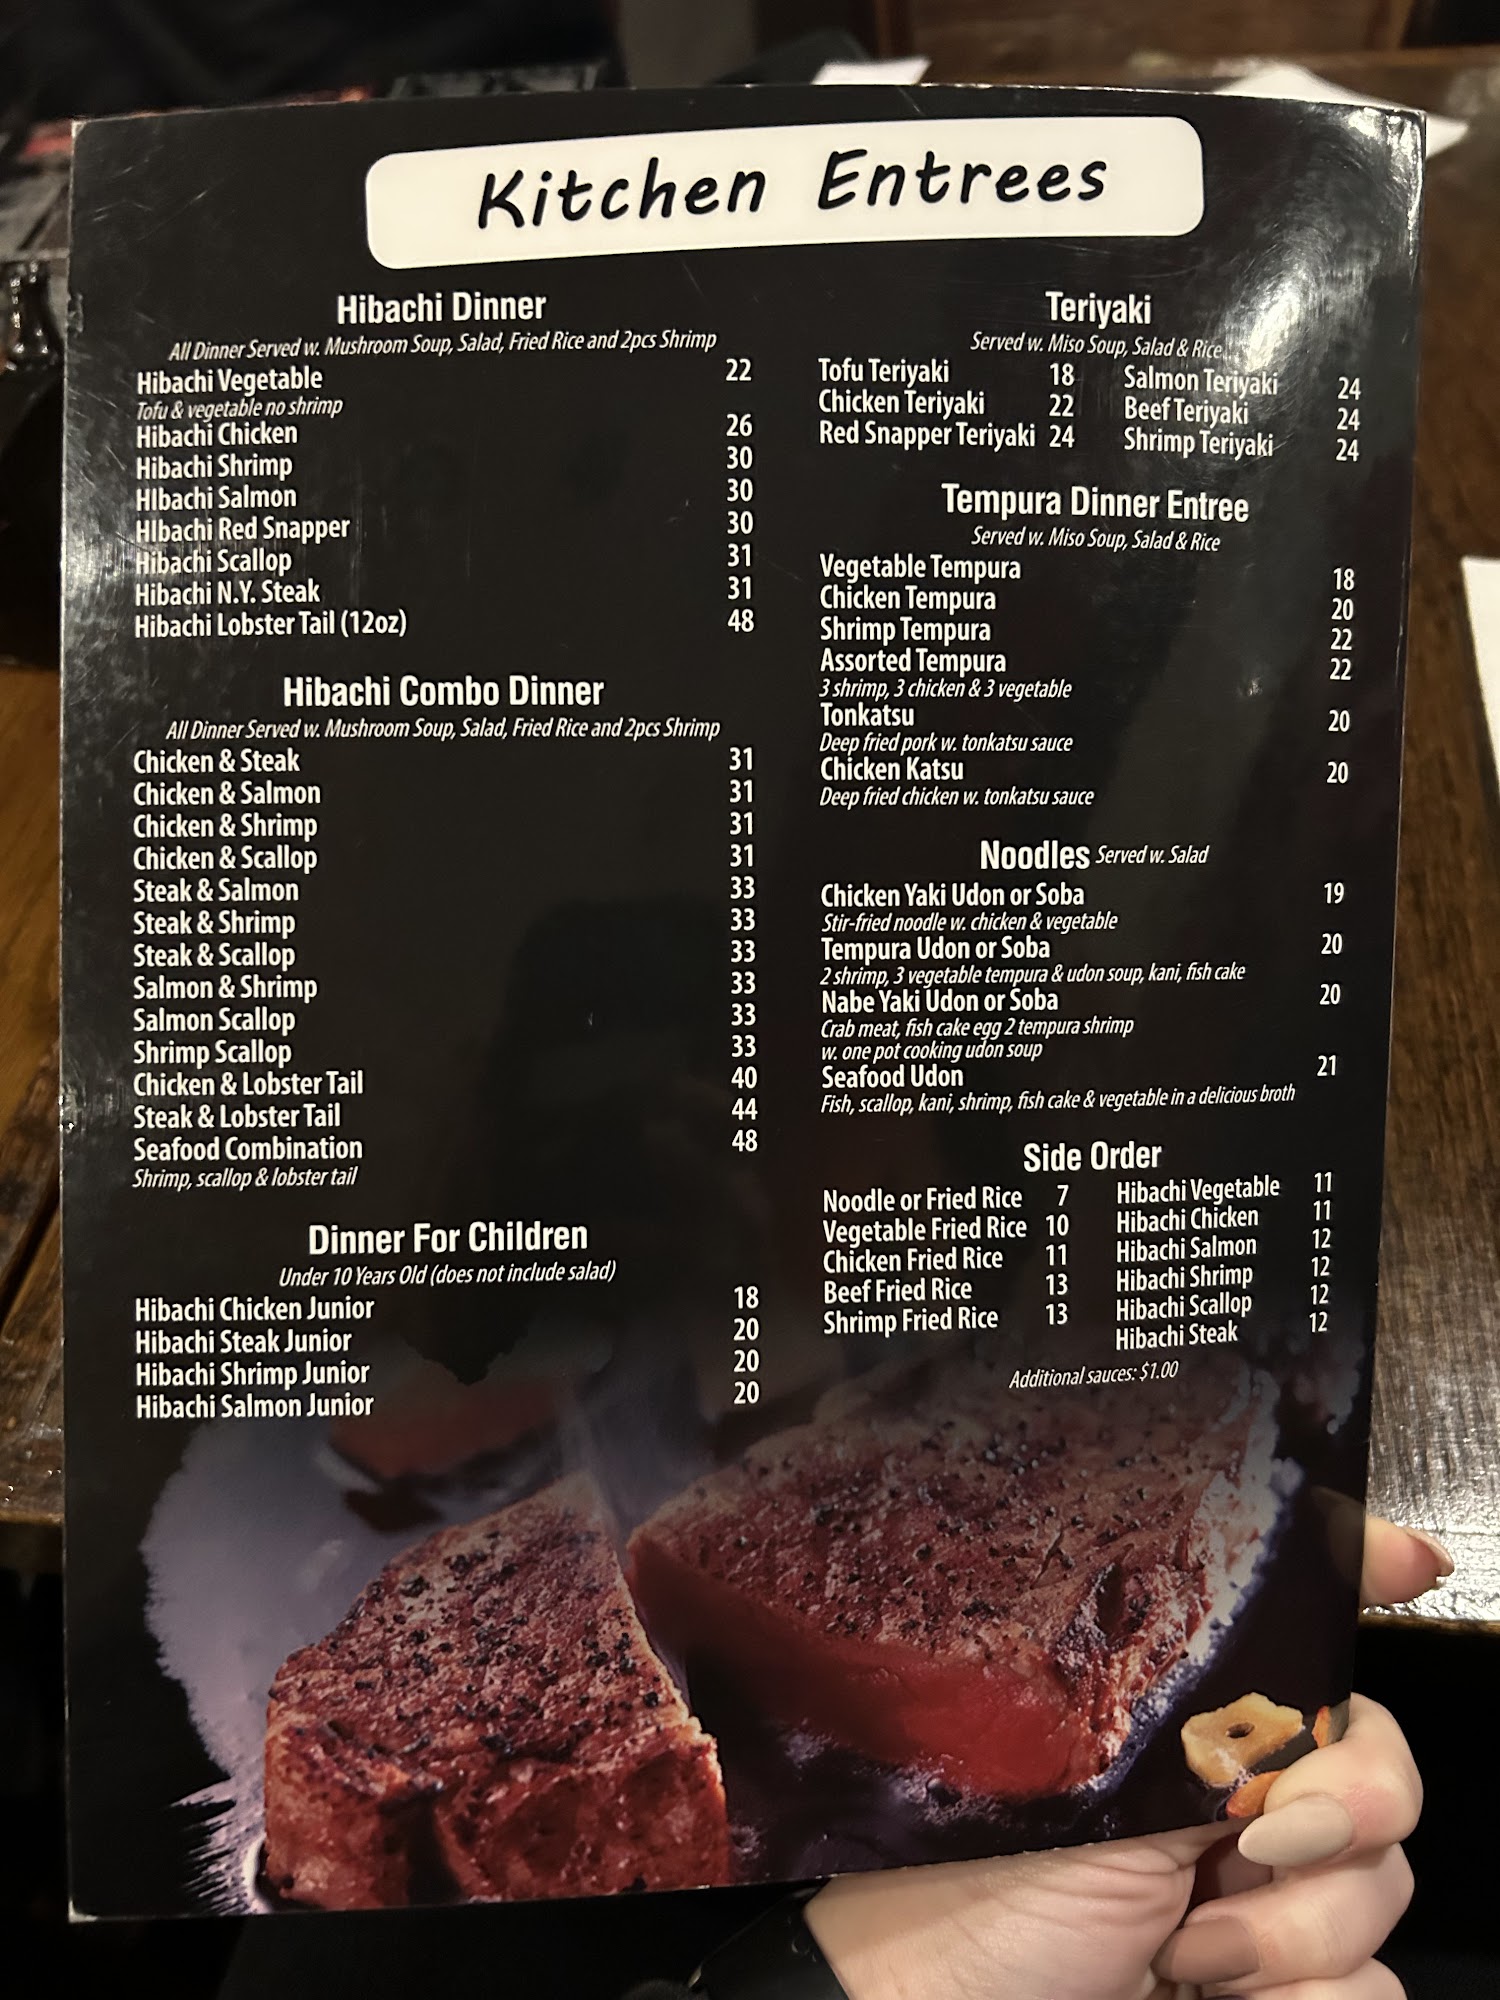 Kitchen Entrees
Hibachi Dinner
All Dinner Served w. Mushroom Soup, Salad, Fried Rice and 2pcs Shrimp
Hibachi Vegetable 22
Tofu & vegetable no shrimp
Hibachi Chicken 26
Hibachi Shrimp 30
HIbachi Salmon 30
HIbachi Red Snapper 30
Hibachi Scallop 31
Hibachi N.Y. Steak 31
Hibachi Lobster Tail (12oz) 48
Hibachi Combo Dinner
All Dinner Served w. Mushroom Soup, Salad, Fried Rice and 2pcs Shrimp
Chicken & Steak 31
Chicken & Salmon 31
Chicken & Shrimp 31
Chicken & Scallop 31
Steak & Salmon 33
Steak & Shrimp 33
Steak & Scallop 33
Salmon & Shrimp 33
Salmon Scallop 33
Shrimp Scallop 33
Chicken & Lobster Tail 40
Steak & Lobster Tail 44
Seafood Combination 48
Shrimp, scallop & lobster tail
Dinner For Children
Under 10 Years Old (does not include salad)
Hibachi Chicken Junior 18
Hibachi Steak Junior 20
Hibachi Shrimp Junior 20
Hibachi Salmon Junior 20
Teriyaki
Served w. Miso Soup, Salad & Rice
Tofu Teriyaki 18 Salmon Teriyaki 24
Chicken Teriyaki 22 Beef Teriyaki 24
Red Snapper Teriyaki 24 Shrimp Teriyaki 24
Tempura Dinner Entree
Served w. Miso Soup, Salad & Rice
Vegetable Tempura 18
Chicken Tempura 20
Shrimp Tempura 22
Assorted Tempura 22
3 shrimp, 3 chicken & 3 vegetable
Tonkatsu 20
Deep fried pork w. tonkatsu sauce
Chicken Katsu 20
Deep fried chicken w. tonkatsu sauce
Noodles Served w. Salad
Chicken Yaki Udon or Soba 19
Stir-fried noodle w. chicken & vegetable
Tempura Udon or Soba 20
2 shrimp, 3 vegetable tempura & udon soup, kani, fish cake
Nabe Yaki Udon or Soba 20
Crab meat, fish cake egg 2 tempura shrimp
w. one pot cooking udon soup
Seafood Udon 21
Fish, scallop, kani, shrimp, fish cake & vegetable in a delicious broth
Side Order
Noodle or Fried Rice 7 Hibachi Vegetable 11
Vegetable Fried Rice 10 Hibachi Chicken 11
Chicken Fried Rice 11 Hibachi Salmon 12
Beef Fried Rice 13 Hibachi Shrimp 12
Shrimp Fried Rice 13 Hibachi Scallop 12
Hibachi Steak 12
Additional sauces: $1.00